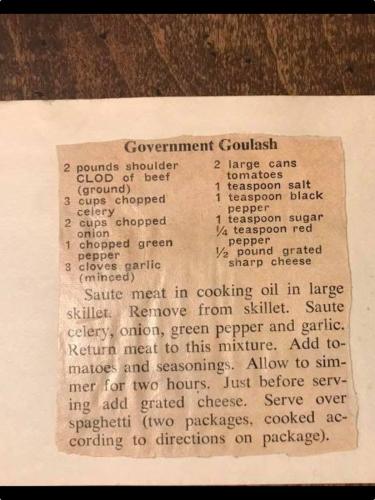 Government Goulash
2 pounds shoulder
CLOD of beef
(ground)
3 cups chopped
celery
2 cups chopped
onion
1 chopped green
pepper
3 cloves garlic
(minced)
2 large cans
tomatoes
1 teaspoon salt
1 teaspoon black
pepper
1 teaspoon sugar
¼ teaspoon red
pepper
½ pound grated
sharp cheese
Saute meat in cooking oil in large
skillet. Remove from skillet. Saute
celery, onion, green pepper and garlic.
Return meat to this mixture. Add to-
matoes and seasonings. Allow to sim-
mer for two hours. Just before serv-
ing add grated cheese. Serve over
spaghetti (two packages, cooked ac-
cording to directions on package).